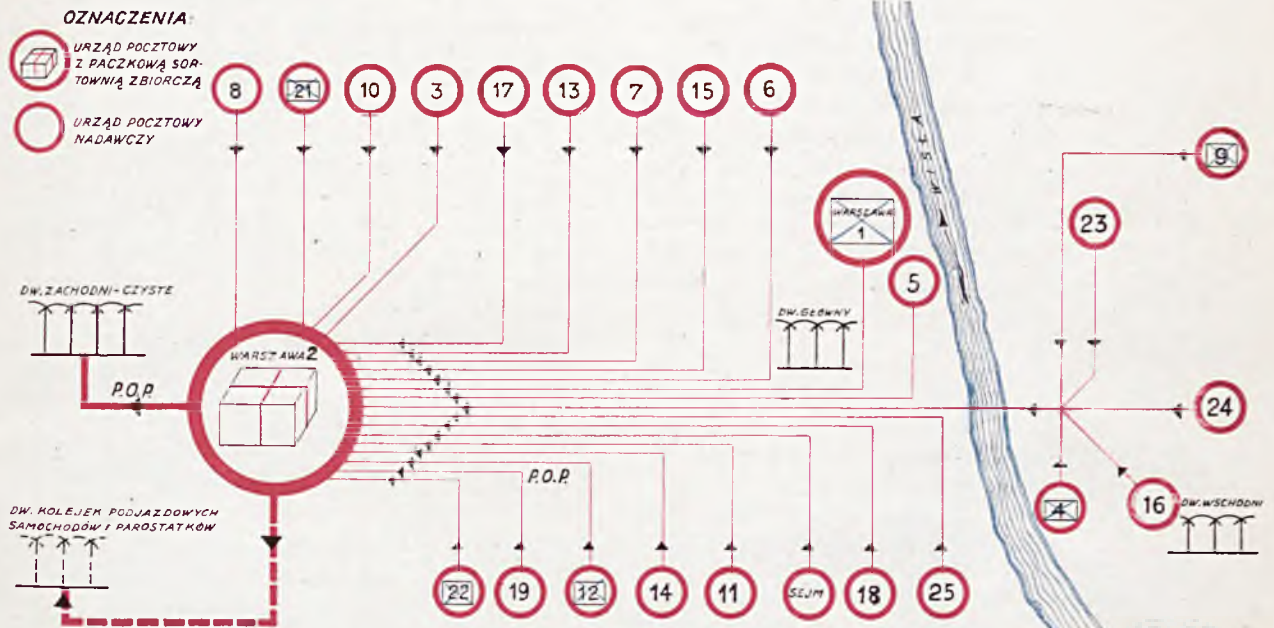 OZNACZENIA:
URZĄD POCZTOWY
Z PACZKOWĄ SOR-
TOWNIĄ ZBIORCZĄ
URZĄD POCZTOWY
NADAWCZY
8
21
10
3
17
13
7
15
6
WISŁA
9
23
WARSZAWA
1
5
DW. ZACHODNI-CZYSTE
DW. GŁÓWNY
WARSZAWA 2
P.O.P.
24
P.O.P.
DW. KOLEJEK PODJAZDOWYCH
SAMOCHODÓW I PAROSTATKÓW
4
16
DW. WSCHODNI
22
19
12
14
11
SEJM
18
25